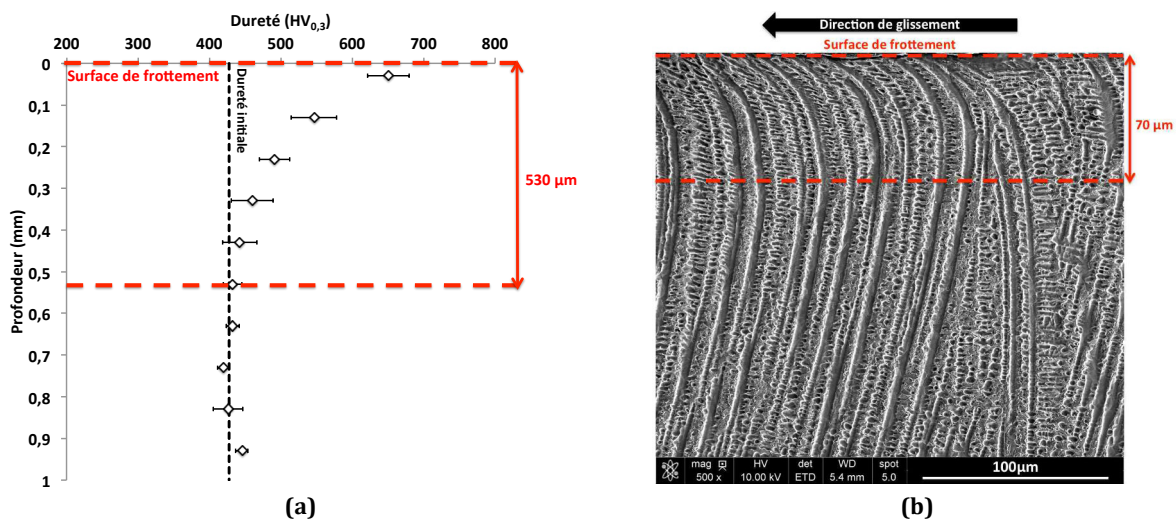 Dureté (HV0,3)
200 300 400 500 600 700 800
0
0,1
0,2
0,3
0,4
0,5
0,6
0,7
0,8
0,9
1
Profondeur (mm)
Surface de frottement
Dureté initiale
530 µm
(a)
Direction de glissement
Surface de frottement
70 µm
mag HV det WD spot
500 x 10.00 kV ETD 5.4 mm 5.0
100µm
(b)